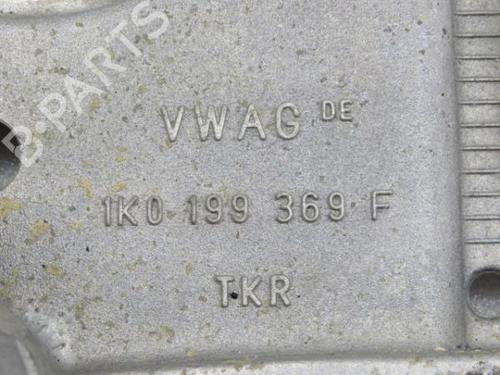 B-PARTS
VWAG DE
1K0 199 369 F
TKR